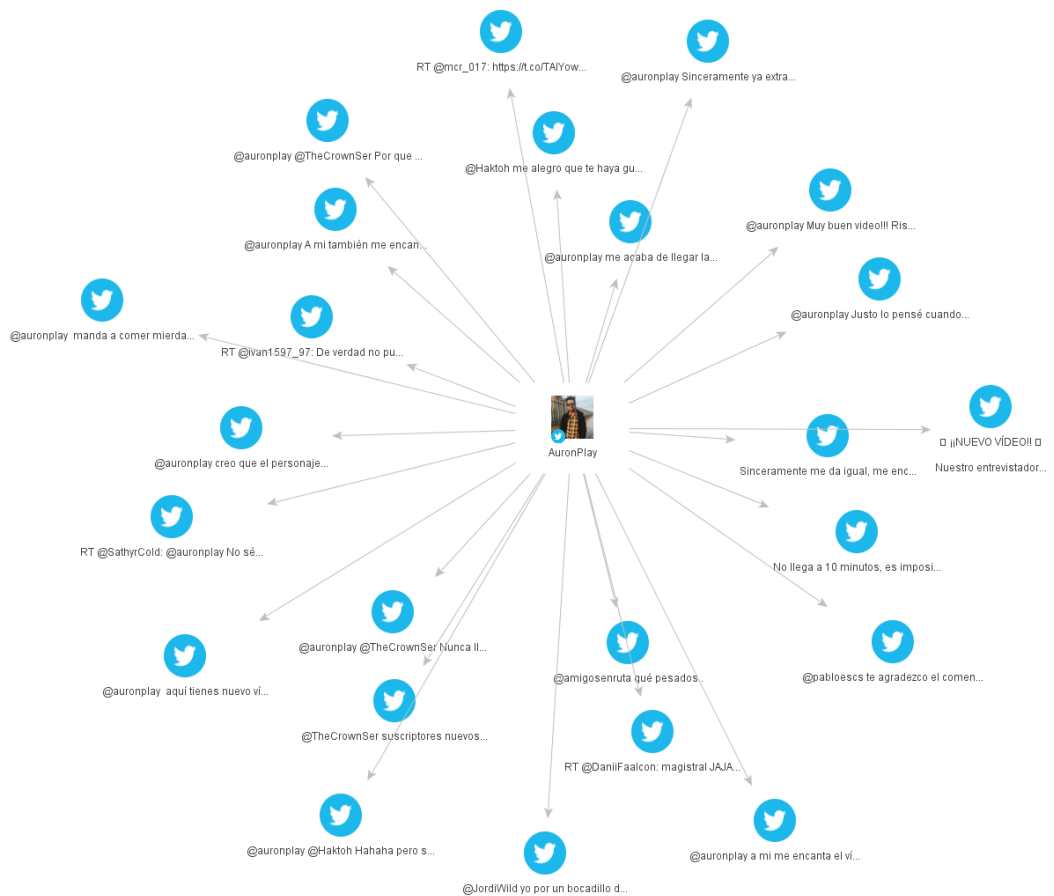 RT @mcr_017: https://t.co/TAlYow...
@auronplay Sinceramente ya extra...
@auronplay @TheCrownSer Por que ...
@Haktoh me alegro que te haya gu...
@auronplay Muy buen video!!! Ris...
@auronplay A mi también me encan...
@auronplay me acaba de llegar la...
@auronplay Justo lo pensé cuando...
@auronplay  manda a comer mierda...
RT @ivan1597_97: De verdad no pu...
AuronPlay
¡¡NUEVO VÍDEO!!
Nuestro entrevistador...
@auronplay creo que el personaje...
Sinceramente me da igual, me enc...
RT @SathyrCold: @auronplay No sé...
No llega a 10 minutos, es imposi...
@auronplay @TheCrownSer Nunca ll...
@auronplay  aquí tienes nuevo ví...
@amigosenruta qué pesados...
@pabloescs te agradezco el comen...
@TheCrownSer suscriptores nuevos...
RT @DaniiFaalcon: magistral JAJA...
@auronplay @Haktoh Hahaha pero s...
@auronplay a mi me encanta el ví...
@JordiWild yo por un bocadillo d...